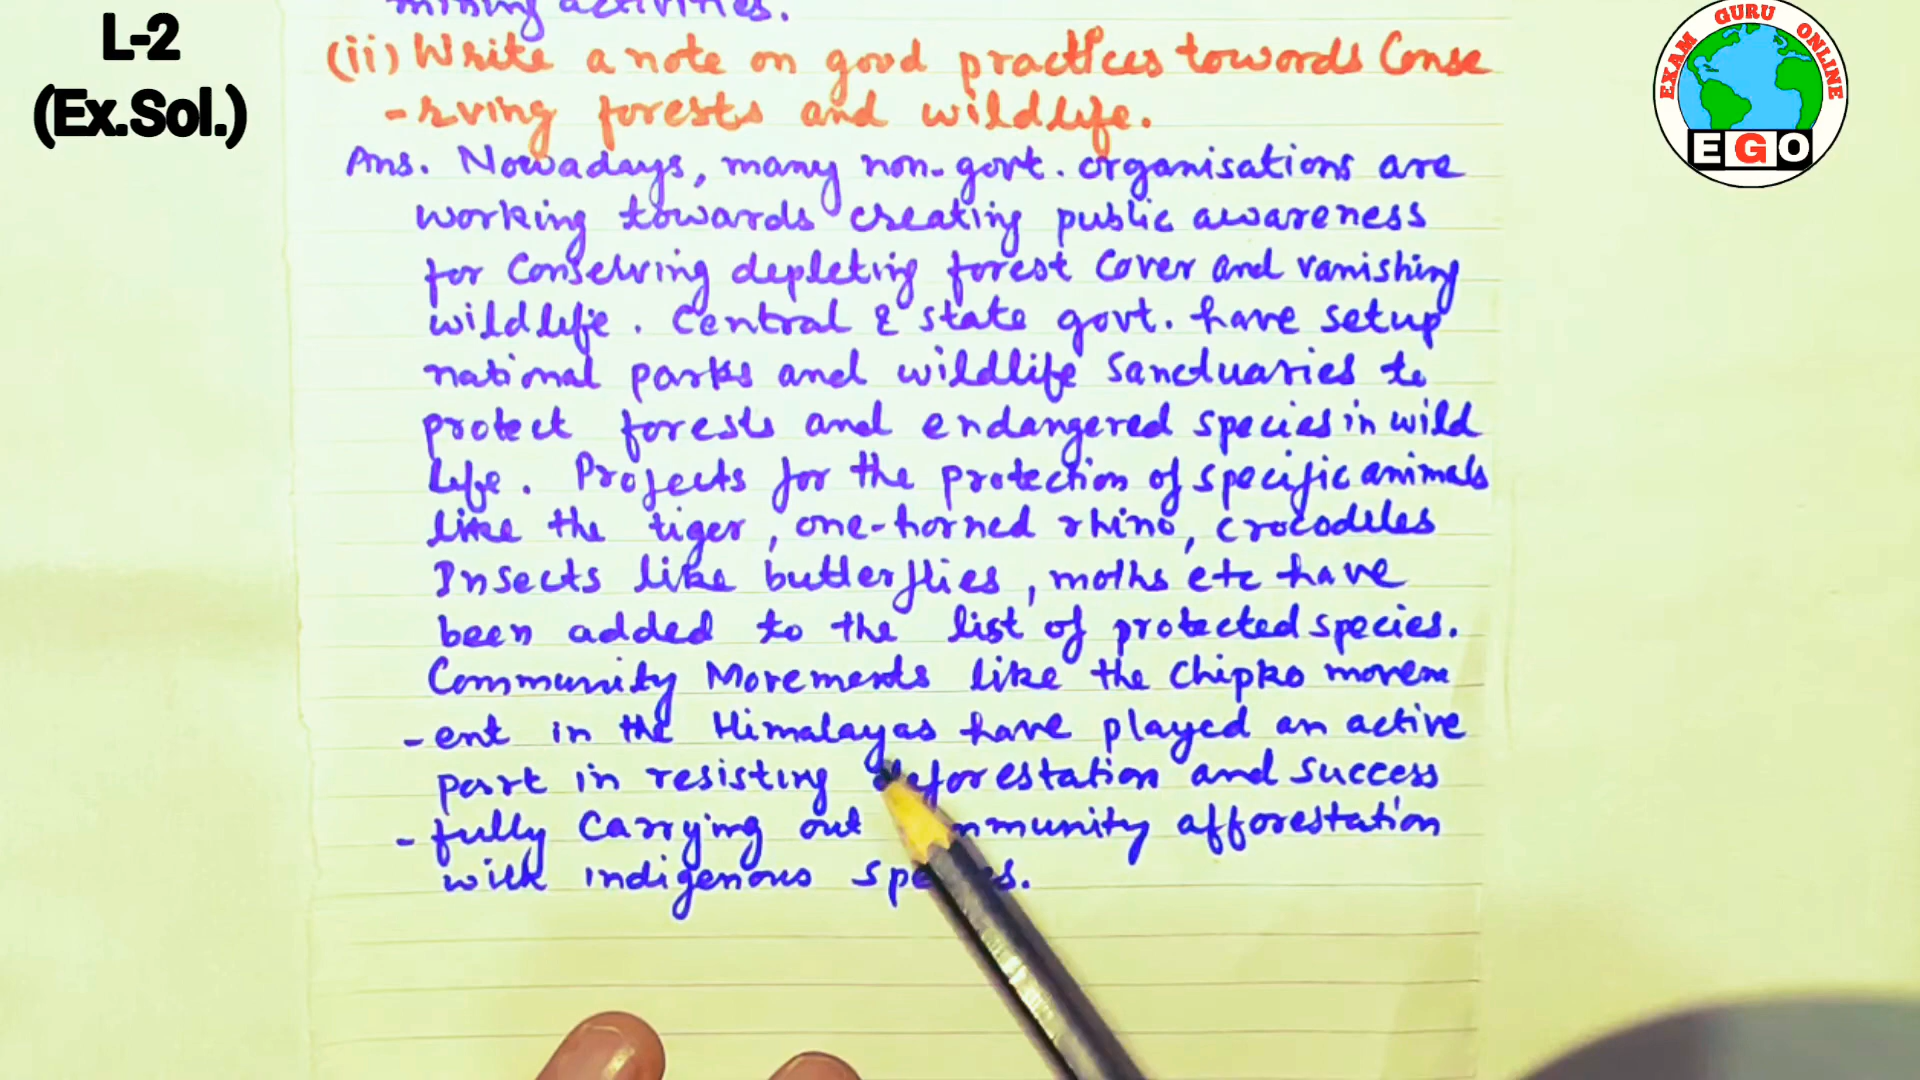 mining activities.
L-2
(Ex.Sol.)
EXAM GURU ONLINE
EGO
(ii) Write a note on good practices towards Conse
-rving forests and wildlife.
Ans. Nowadays, many non-govt. organisations are
working towards creating public awareness
for Conserving depleting forest Cover and vanishing
wildlife. Central & state govt. have setup
national parks and wildlife Sanctuaries to
protect forests and endangered species in wild
life. Projects for the protection of specific animals
like the tiger, one-horned rhino, crocodiles
Insects like butterflies, moths etc have
been added to the list of protected species.
Community Movements like the Chipko movem
-ent in the Himalayas have played an active
part in resisting deforestation and success
-fully Carrying out mmunity afforestation
with indigenous spe s.